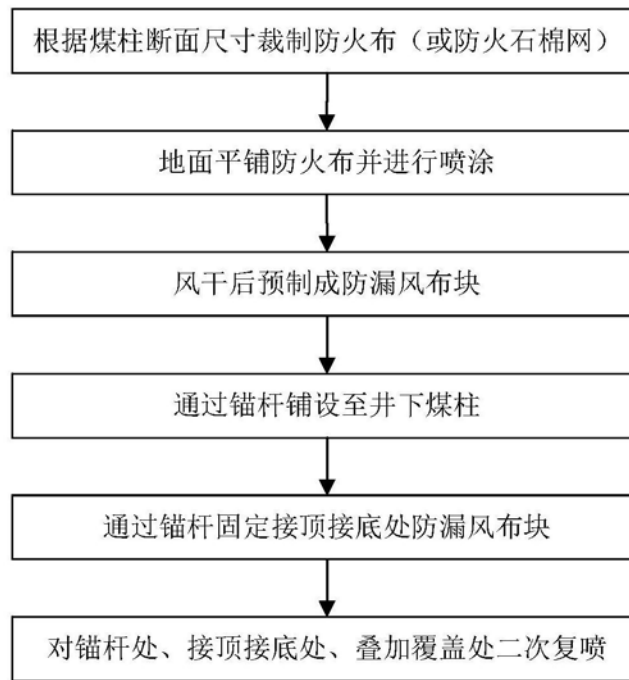 根据煤柱断面尺寸裁制防火布（或防火石棉网）
地面平铺防火布并进行喷涂
风干后预制成防漏风布块
通过锚杆铺设至井下煤柱
通过锚杆固定接顶接底处防漏风布块
对锚杆处、接顶接底处、叠加覆盖处二次复喷